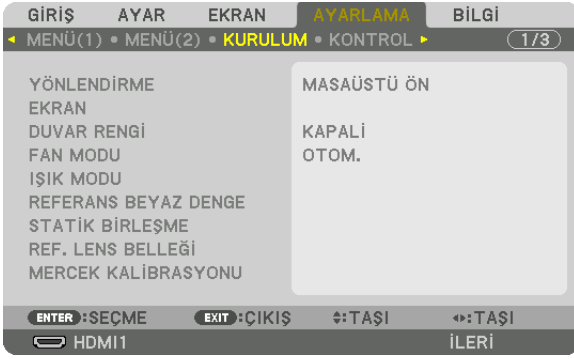 GİRİŞ AYAR EKRAN AYARLAMA BİLGİ
MENÜ(1) • MENÜ(2) • KURULUM • KONTROL 1/3
YÖNLENDİRME MASAÜSTÜ ÖN
EKRAN
DUVAR RENGİ KAPALI
FAN MODU OTOM.
IŞIK MODU
REFERANS BEYAZ DENGE
STATİK BİRLEŞME
REF. LENS BELLEĞİ
MERCEK KALİBRASYONU
ENTER :SEÇME EXIT :ÇIKIŞ :TAŞI :TAŞI
HDMI1 İLERİ